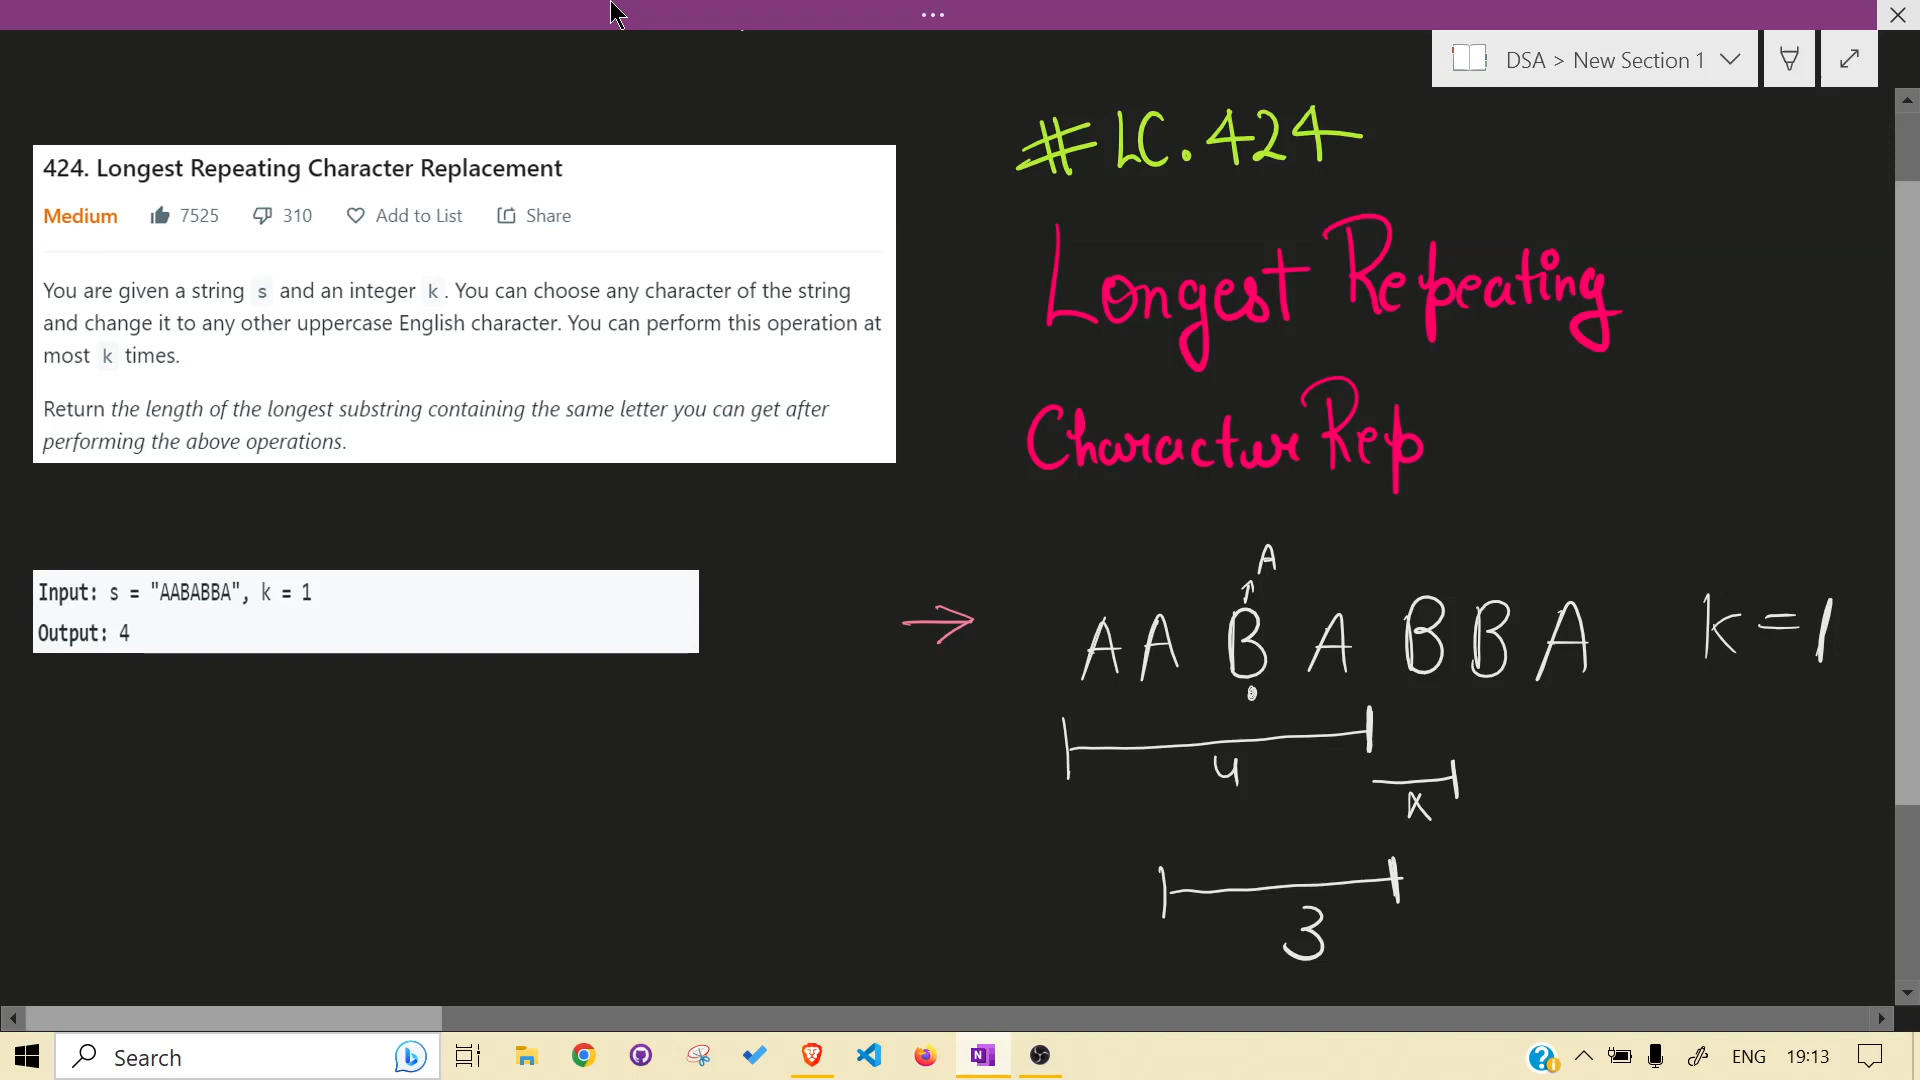 DSA > New Section 1
#LC.424
424. Longest Repeating Character Replacement
Medium 7525 310 Add to List Share
You are given a string s and an integer k. You can choose any character of the string
and change it to any other uppercase English character. You can perform this operation at
most k times.
Return the length of the longest substring containing the same letter you can get after
performing the above operations.
Longest Repeating
Character Rep
Input: s = "AABABBA", k = 1
Output: 4
A
A A B A B B A k = 1
4
3
Search
ENG 19:13